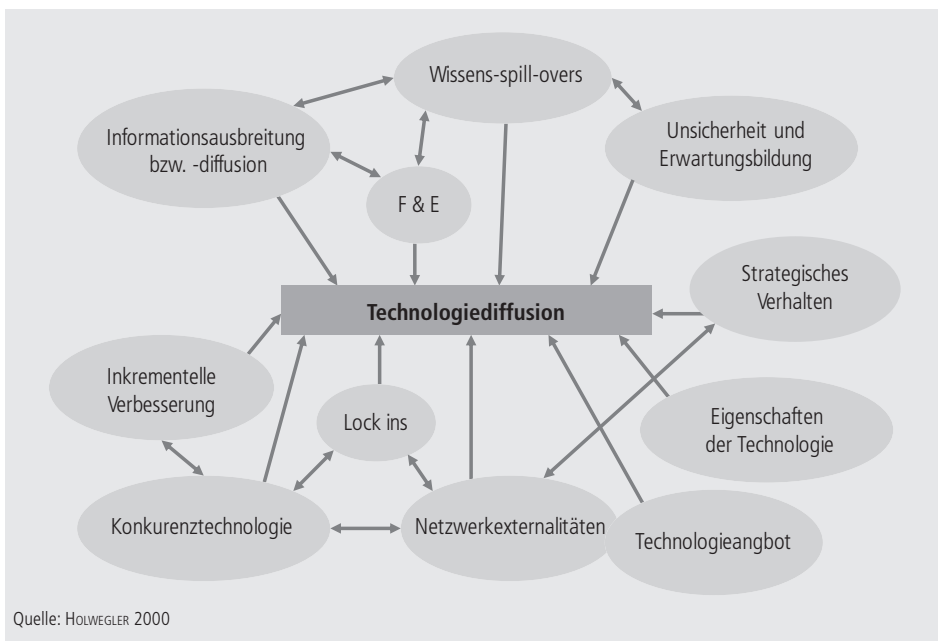 Wissens-spill-overs
Informationsausbreitung
bzw. -diffusion
Unsicherheit und
Erwartungsbildung
F & E
Strategisches
Verhalten
Technologiediffusion
Inkrementelle
Verbesserung
Lock ins
Eigenschaften
der Technologie
Konkurenztechnologie
Netzwerkexternalitäten
Technologieangbot
Quelle: HOLWEGLER 2000